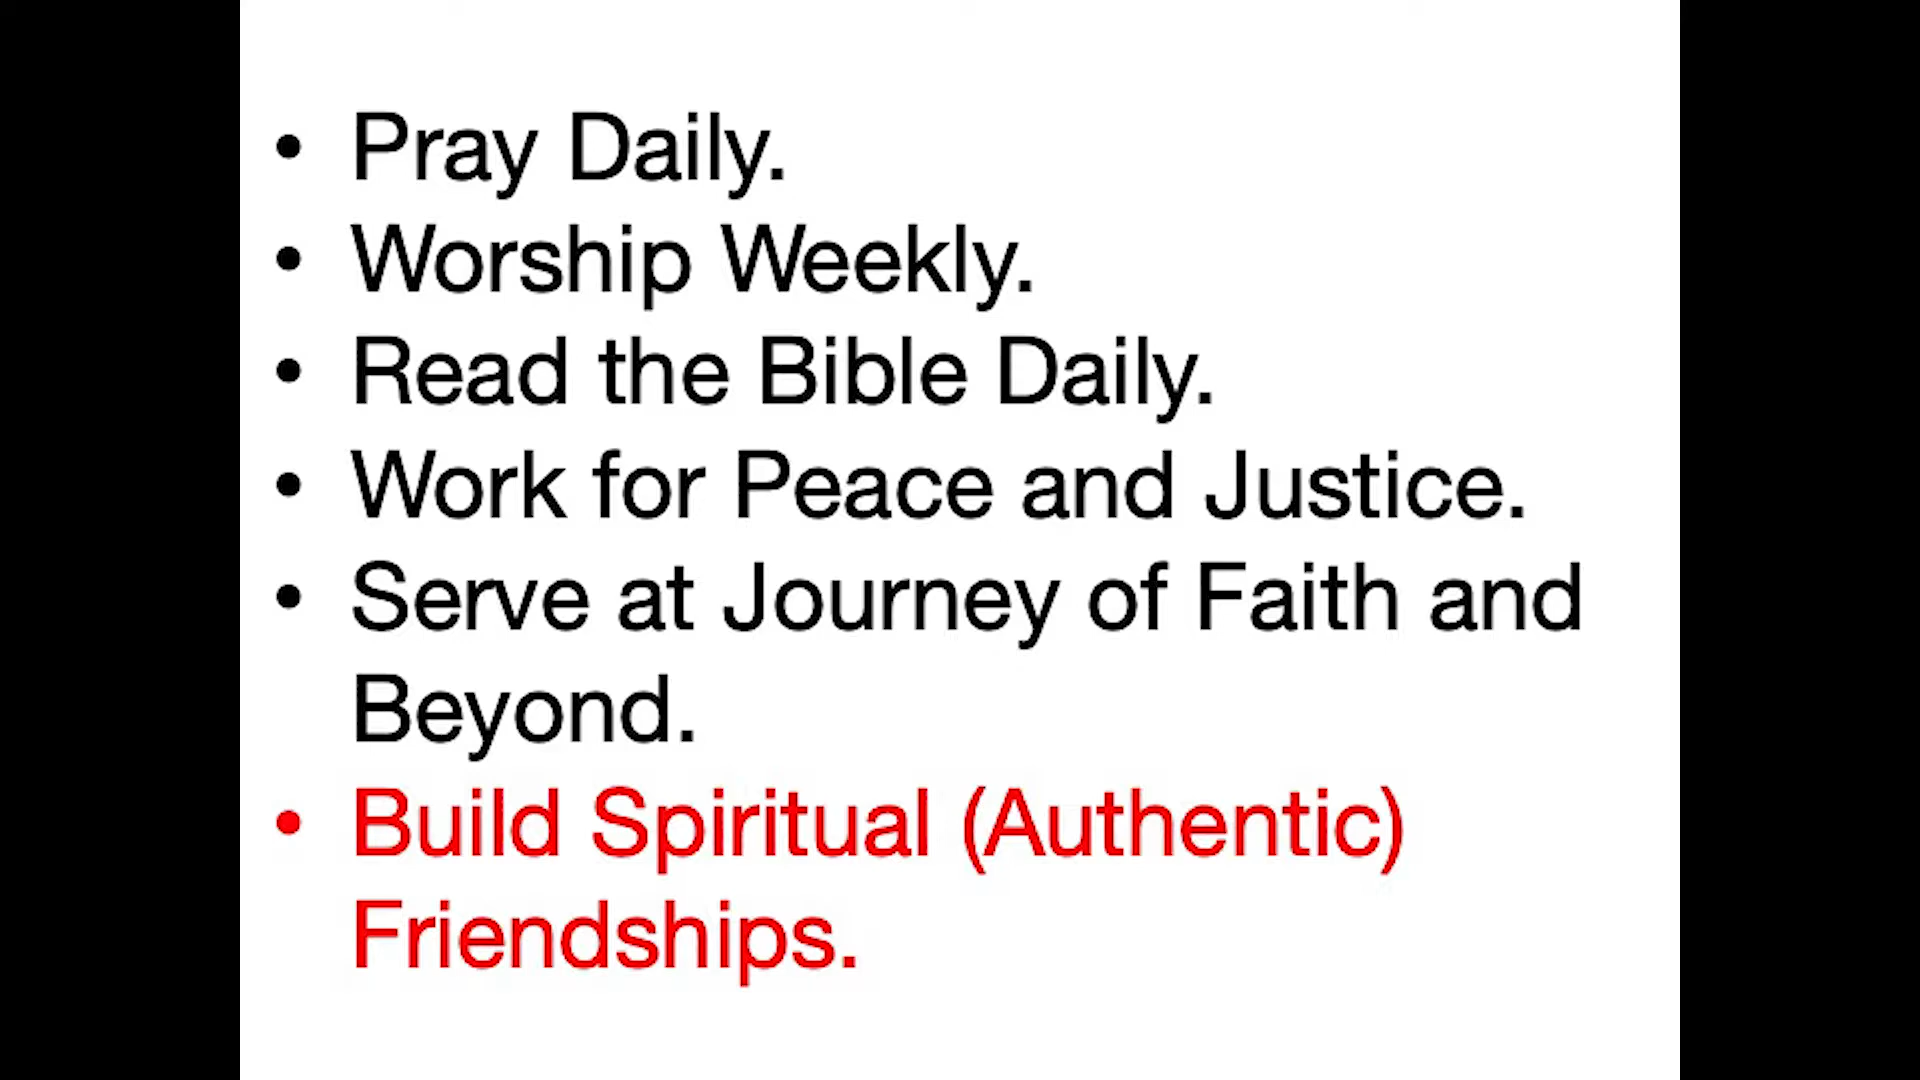 • Pray Daily.
• Worship Weekly.
• Read the Bible Daily.
• Work for Peace and Justice.
• Serve at Journey of Faith and
Beyond.
• Build Spiritual (Authentic)
Friendships.